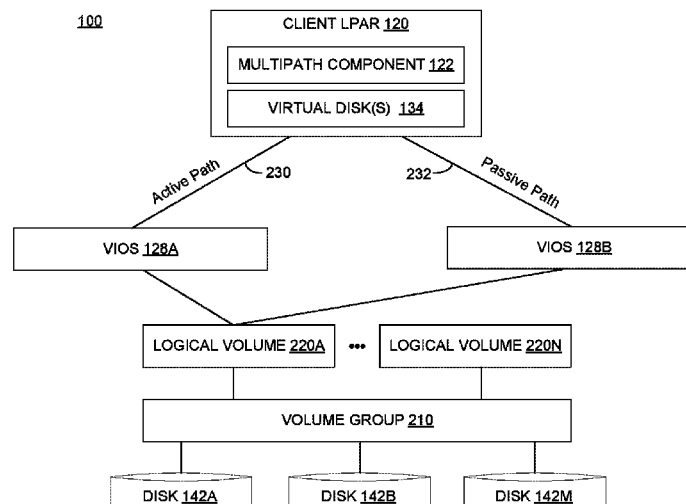 100
CLIENT LPAR 120
MULTIPATH COMPONENT 122
VIRTUAL DISK(S) 134
Active Path
230
232
Passive Path
VIOS 128A
VIOS 128B
LOGICAL VOLUME 220A
•••
LOGICAL VOLUME 220N
VOLUME GROUP 210
DISK 142A
DISK 142B
DISK 142M